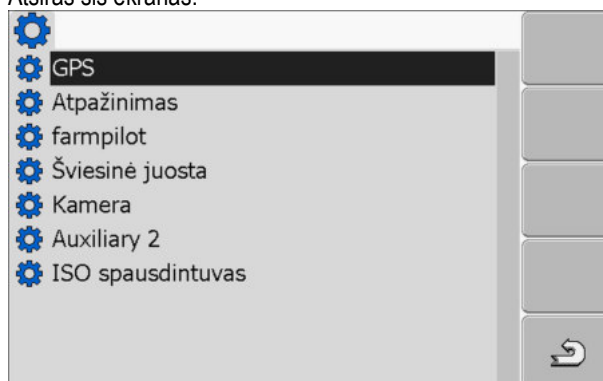 Atsiras šis ekranas:
GPS
Atpažinimas
farmpilot
Šviesinė juosta
Kamera
Auxiliary 2
ISO spausdintuvas